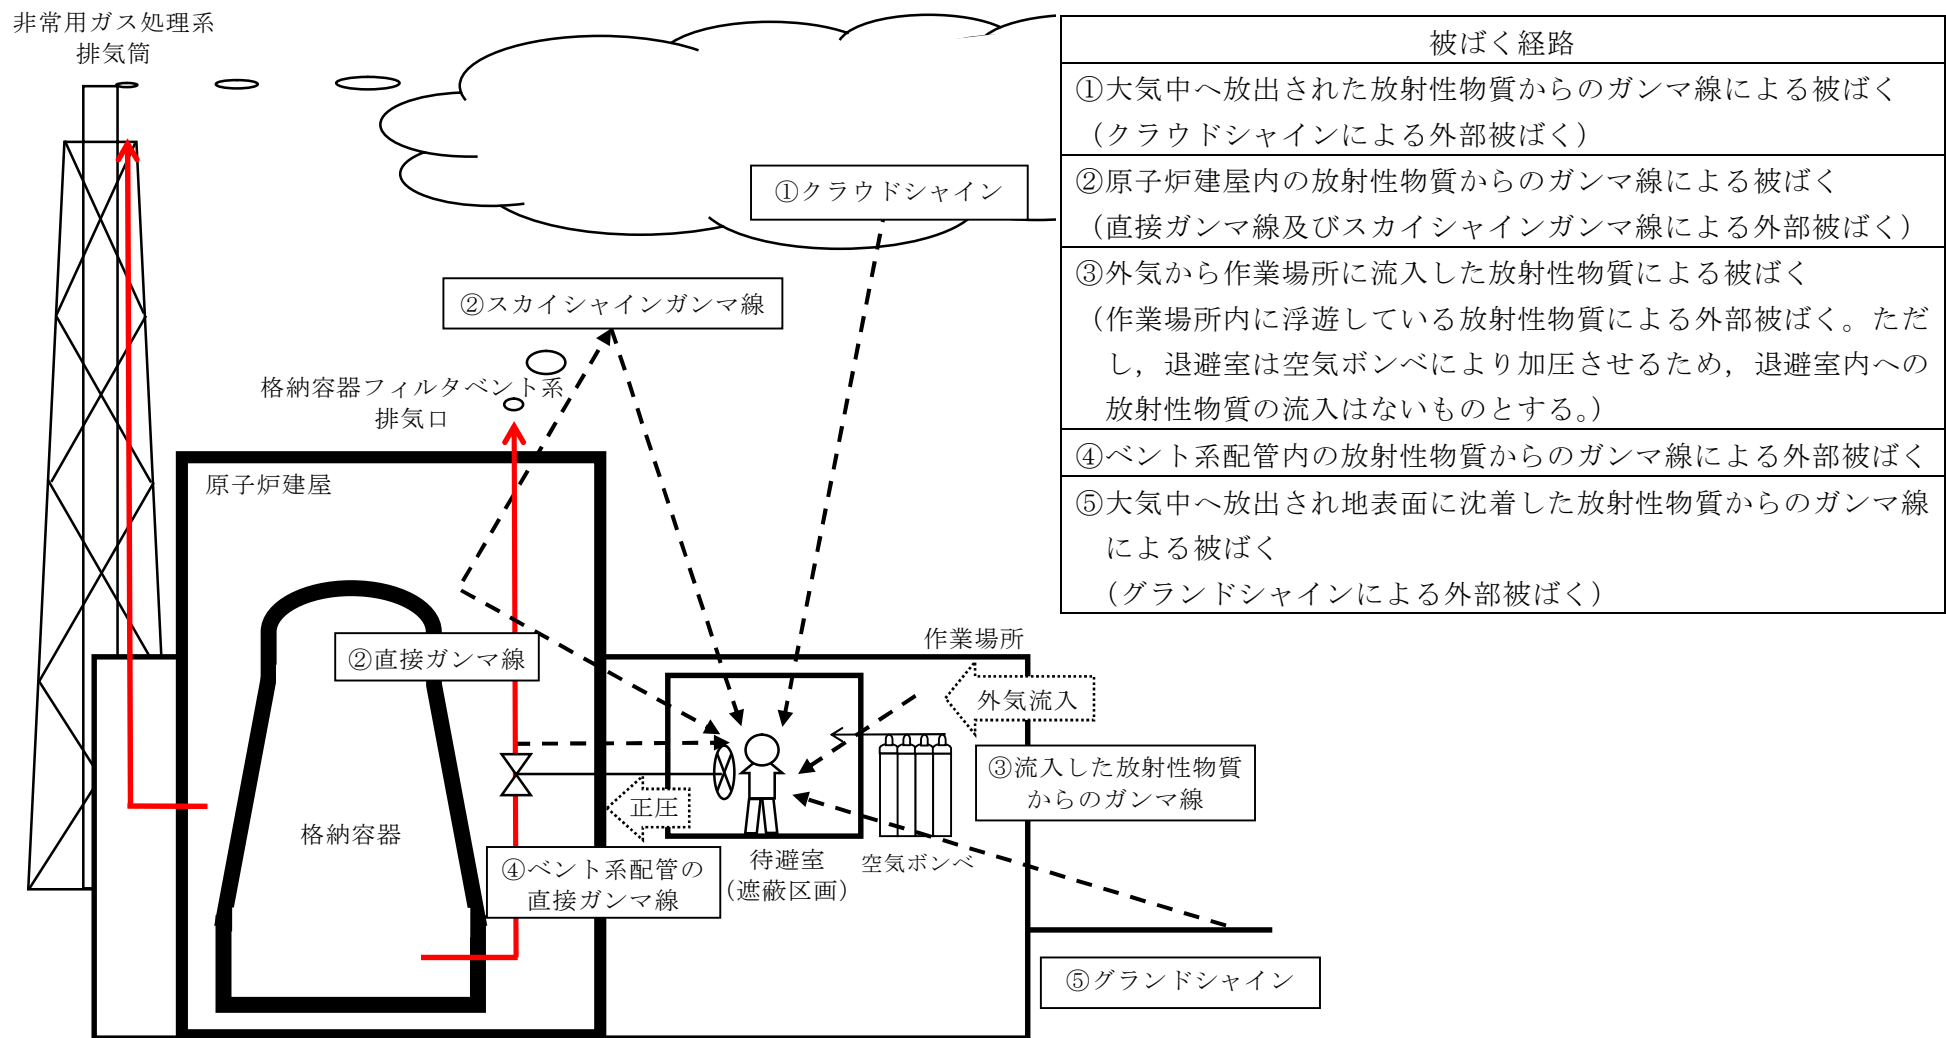 非常用ガス処理系
排気筒
①クラウドシャイン
②スカイシャインガンマ線
格納容器フィルタベント系
排気口
原子炉建屋
②直接ガンマ線
作業場所
外気流入
③流入した放射性物質
からのガンマ線
正圧
格納容器
④ベント系配管の
直接ガンマ線
待避室
(遮蔽区画)
空気ボンベ
⑤グランドシャイン
被ばく経路
①大気中へ放出された放射性物質からのガンマ線による被ばく
（クラウドシャインによる外部被ばく）
②原子炉建屋内の放射性物質からのガンマ線による被ばく
（直接ガンマ線及びスカイシャインガンマ線による外部被ばく）
③外気から作業場所に流入した放射性物質による被ばく
（作業場所内に浮遊している放射性物質による外部被ばく。ただ
し，退避室は空気ボンベにより加圧させるため，退避室内への
放射性物質の流入はないものとする。）
④ベント系配管内の放射性物質からのガンマ線による外部被ばく
⑤大気中へ放出され地表面に沈着した放射性物質からのガンマ線
による被ばく
（グランドシャインによる外部被ばく）